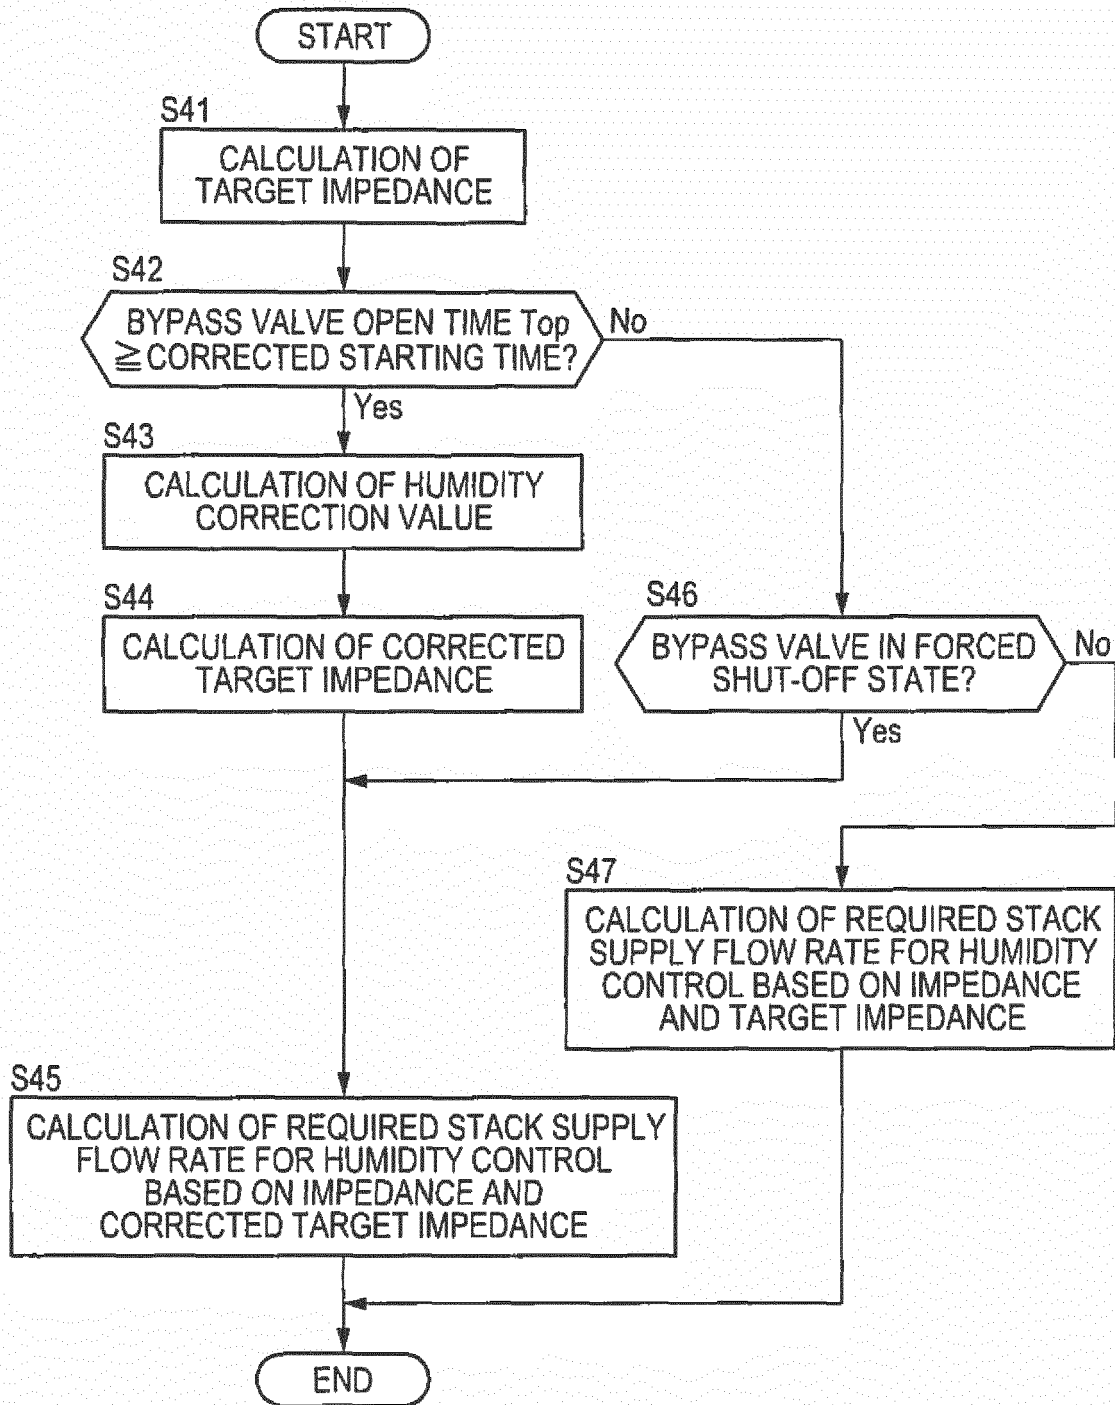 START
S41
CALCULATION OF
TARGET IMPEDANCE
S42
BYPASS VALVE OPEN TIME Top
≧CORRECTED STARTING TIME?
No
Yes
S43
CALCULATION OF HUMIDITY
CORRECTION VALUE
S44
CALCULATION OF CORRECTED
TARGET IMPEDANCE
S46
BYPASS VALVE IN FORCED
SHUT-OFF STATE?
No
Yes
S47
CALCULATION OF REQUIRED STACK
SUPPLY FLOW RATE FOR HUMIDITY
CONTROL BASED ON IMPEDANCE
AND TARGET IMPEDANCE
S45
CALCULATION OF REQUIRED STACK SUPPLY
FLOW RATE FOR HUMIDITY CONTROL
BASED ON IMPEDANCE AND
CORRECTED TARGET IMPEDANCE
END